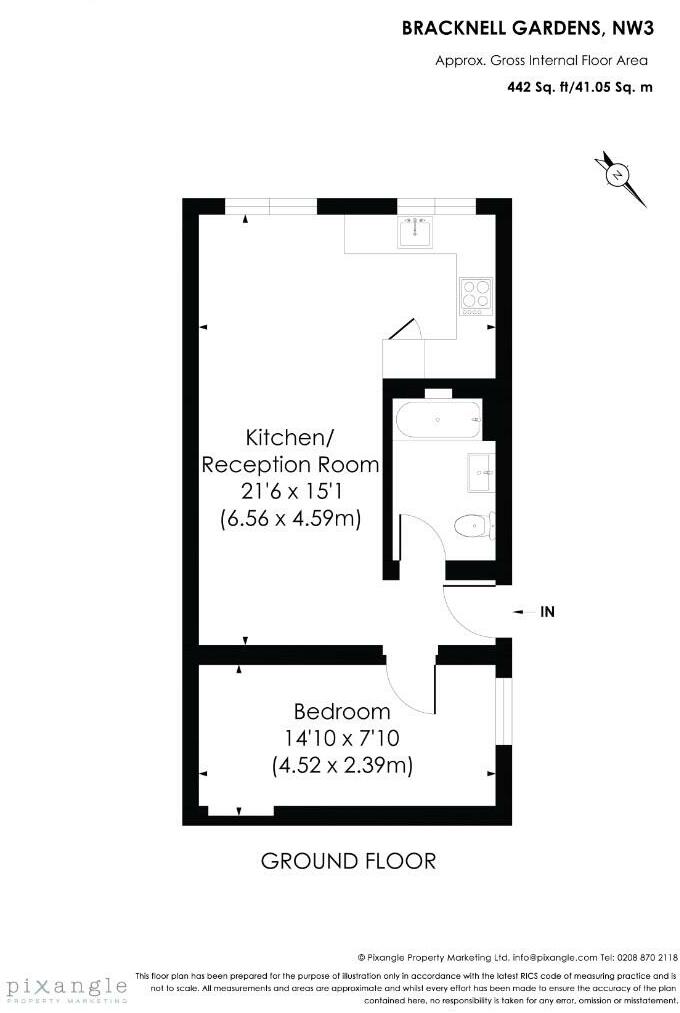 BRACKNELL GARDENS, NW3
Approx. Gross Internal Floor Area
442 Sq. ft/41.05 Sq. m
N
Kitchen/
Reception Room
21'6 x 15'1
(6.56 x 4.59m)
IN
Bedroom
14'10 x 7'10
(4.52 x 2.39m)
GROUND FLOOR
© Pixangle Property Marketing Ltd. info@pixangle.com Tel: 0208 870 2118
pixangle
PROPERTY MARKETING
This floor plan has been prepared for the purpose of illustration only in accordance with the latest RICS code of measuring practice and is
not to scale. All measurements and areas are approximate and whilst every effort has been made to ensure the accuracy of the plan
contained here, no responsibility is taken for any error, omission or misstatement.